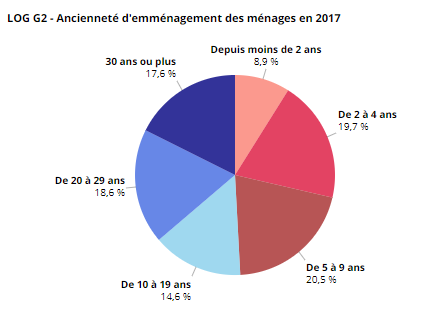 LOG G2 - Ancienneté d'emménagement des ménages en 2017
Depuis moins de 2 ans
8,9 %
De 2 à 4 ans
19,7 %
De 5 à 9 ans
20,5 %
De 10 à 19 ans
14,6 %
De 20 à 29 ans
18,6 %
30 ans ou plus
17,6 %